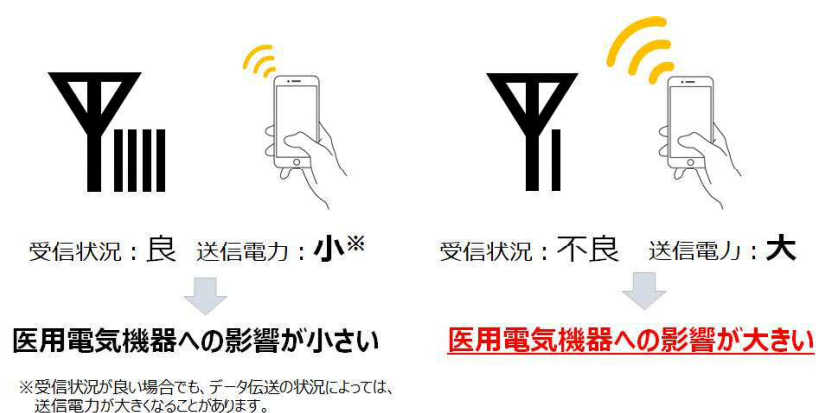 受信状況：良 送信電力：小※
医用電気機器への影響が小さい
※受信状況が良い場合でも、データ伝送の状況によっては、
送信電力が大きくなることがあります。
受信状況：不良 送信電力：大
医用電気機器への影響が大きい